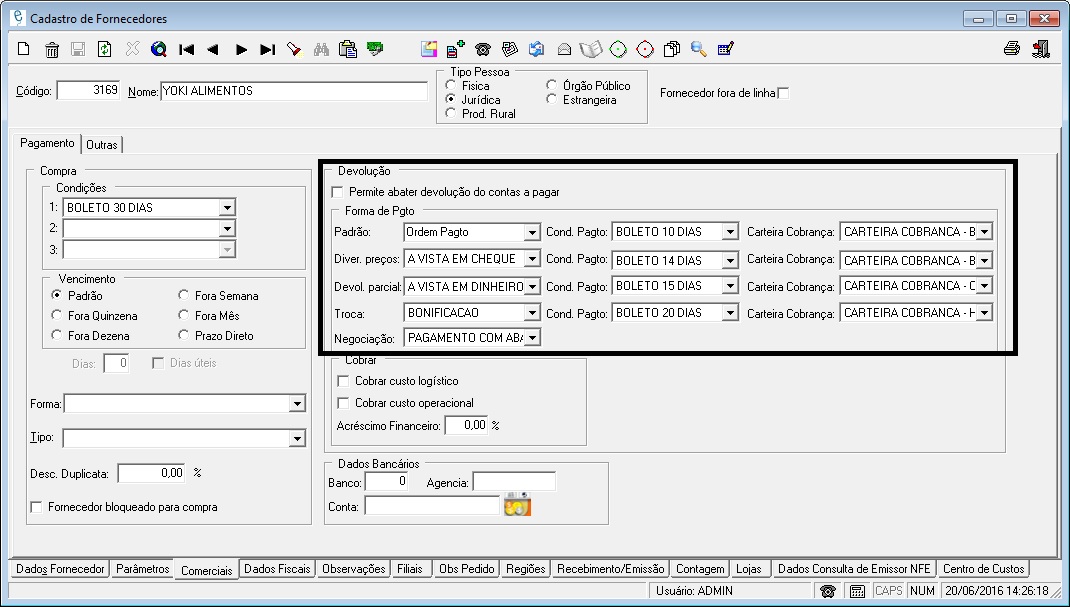 Cadastro de Fornecedores
Código: 3169 Nome: YOKI ALIMENTOS
Tipo Pessoa
Fisica
Jurídica
Prod. Rural
Órgão Público
Estrangeira
Fornecedor fora de linha
Pagamento Outras
Compra
Condições
1: BOLETO 30 DIAS
2:
3:
Vencimento
Padrão Fora Semana
Fora Quinzena Fora Mês
Fora Dezena Prazo Direto
Dias: 0 Dias úteis
Forma:
Tipo:
Desc. Duplicata: 0,00 %
Fornecedor bloqueado para compra
Devolução
Permite abater devolução do contas a pagar
Forma de Pgto
Padrão: Ordem Pagto Cond. Pagto: BOLETO 10 DIAS Carteira Cobrança: CARTEIRA COBRANCA - B
Diver. preços: A VISTA EM CHEQUE Cond. Pagto: BOLETO 14 DIAS Carteira Cobrança: CARTEIRA COBRANCA - B
Devol. parcial: A VISTA EM DINHEIRO Cond. Pagto: BOLETO 15 DIAS Carteira Cobrança: CARTEIRA COBRANCA - C
Troca: BONIFICACAO Cond. Pagto: BOLETO 20 DIAS Carteira Cobrança: CARTEIRA COBRANCA - H
Negociação: PAGAMENTO COM ABA
Cobrar
Cobrar custo logístico
Cobrar custo operacional
Acréscimo Financeiro: 0,00 %
Dados Bancários
Banco: 0 Agencia:
Conta:
Dados Fornecedor Parâmetros Comerciais Dados Fiscais Observações Filiais Obs Pedido Regiões Recebimento/Emissão Contagem Lojas Dados Consulta de Emissor NFE Centro de Custos
Usuário: ADMIN CAPS NUM 20/06/2016 14:26:18